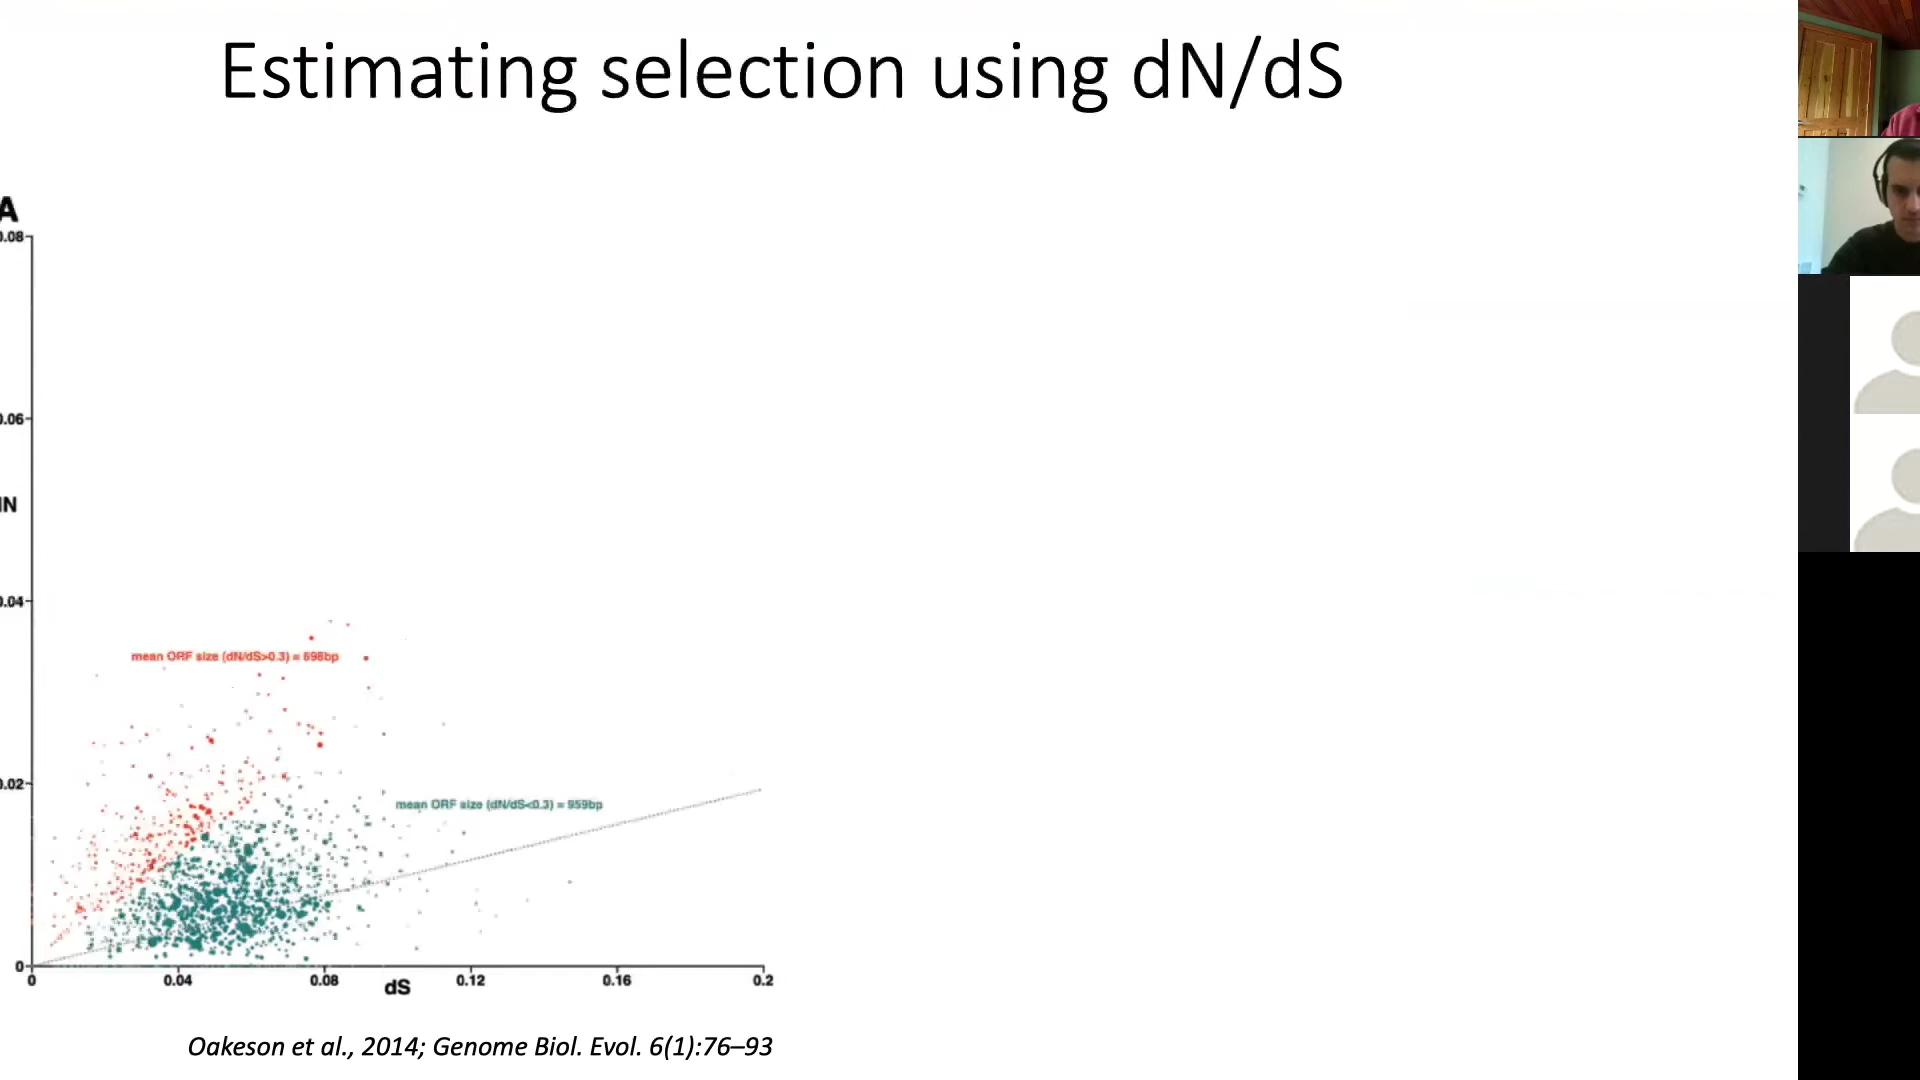 Estimating selection using dN/dS
A
0.08
0.06
dN
0.04
mean ORF size (dN/dS>0.3) = 698bp
0.02
mean ORF size (dN/dS<0.3) = 959bp
0
0 0.04 0.08 0.12 0.16 0.2
dS
Oakeson et al., 2014; Genome Biol. Evol. 6(1):76–93